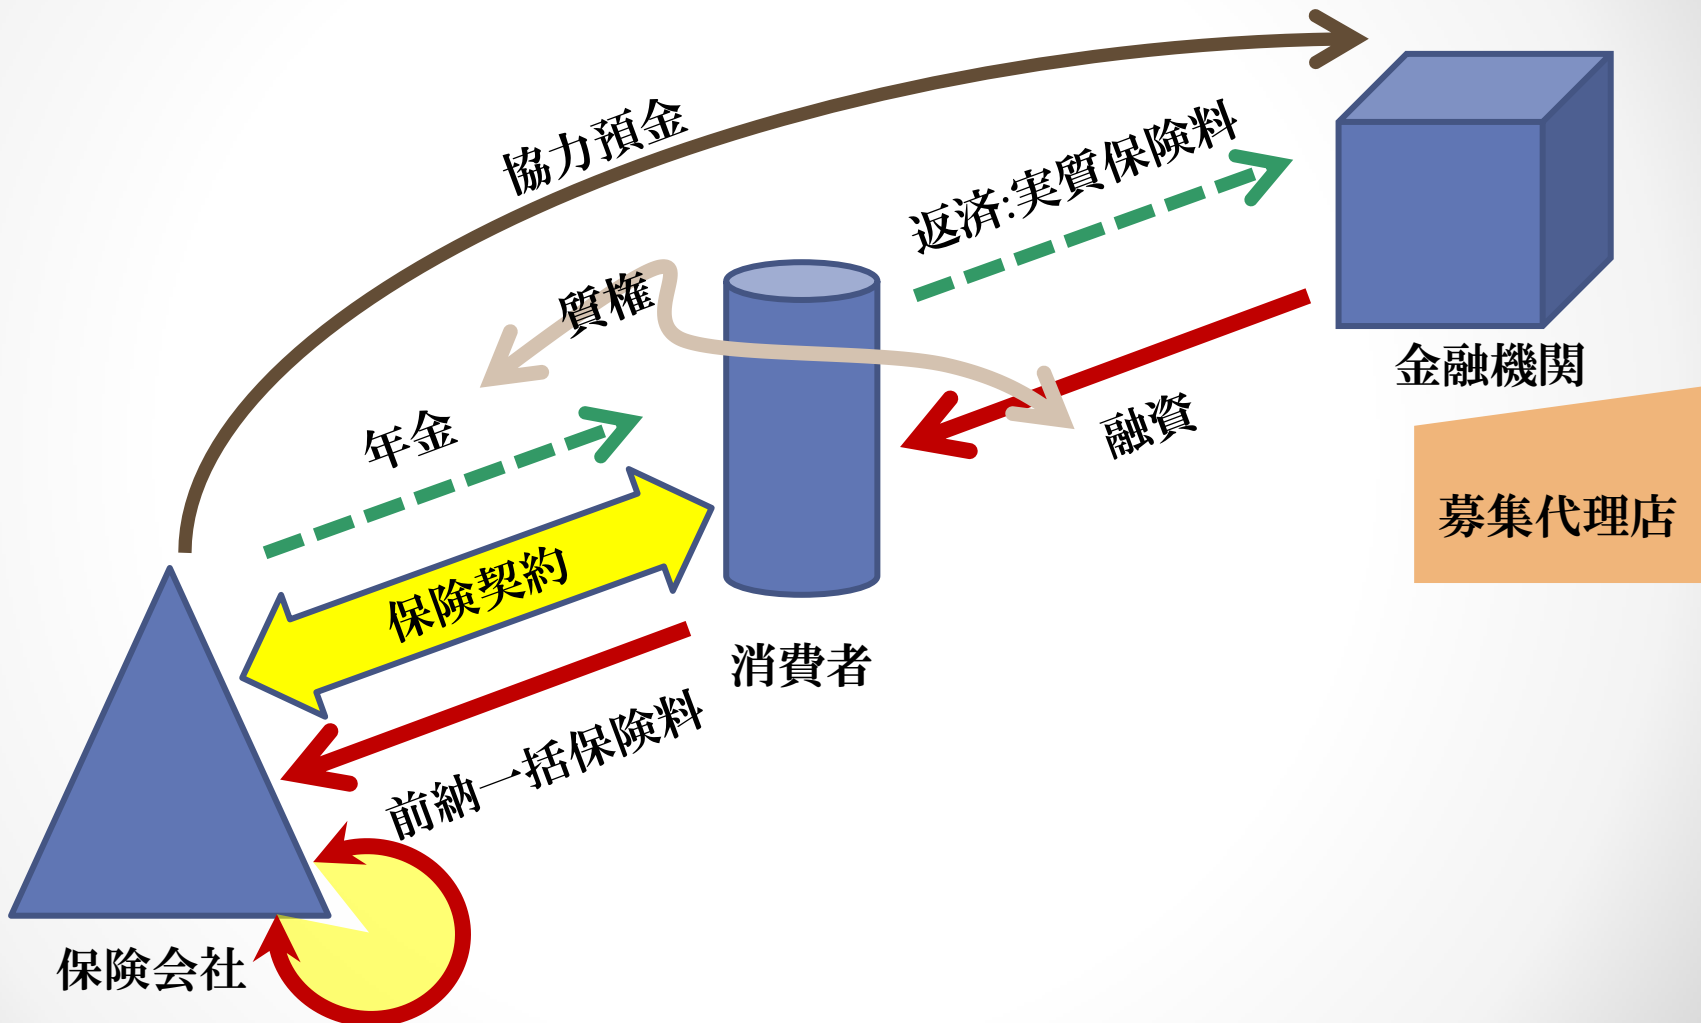 協力預金
返済:実質保険料
質権
金融機関
年金
融資
募集代理店
保険契約
消費者
前納一括保険料
保険会社